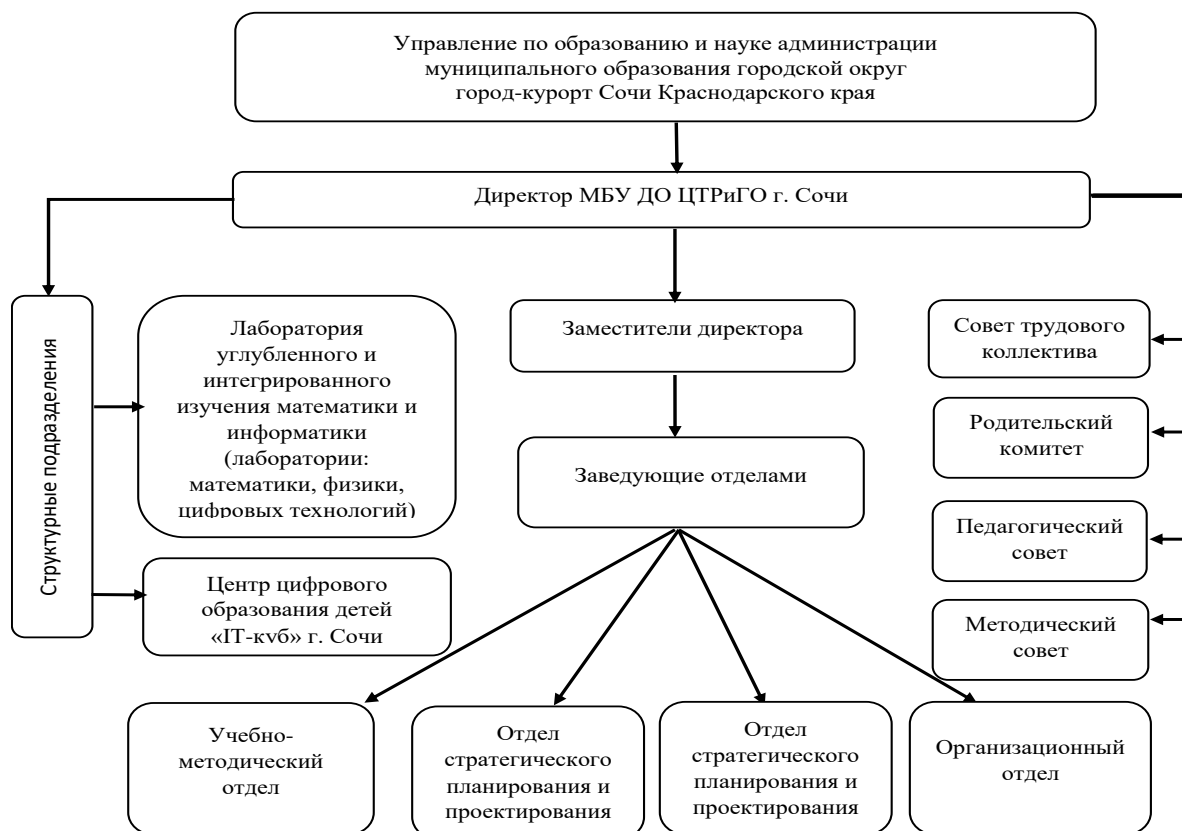 Управление по образованию и науке администрации
муниципального образования городской округ
город-курорт Сочи Краснодарского края
Директор МБУ ДО ЦТРиГО г. Сочи
Структурные подразделения
Лаборатория
углубленного и
интегрированного
изучения математики и
информатики
(лаборатории:
математики, физики,
цифровых технологий)
Центр цифрового
образования детей
«IT-куб» г. Сочи
Заместители директора
Заведующие отделами
Совет трудового
коллектива
Родительский
комитет
Педагогический
совет
Методический
совет
Учебно-
методический
отдел
Отдел
стратегического
планирования и
проектирования
Отдел
стратегического
планирования и
проектирования
Организационный
отдел